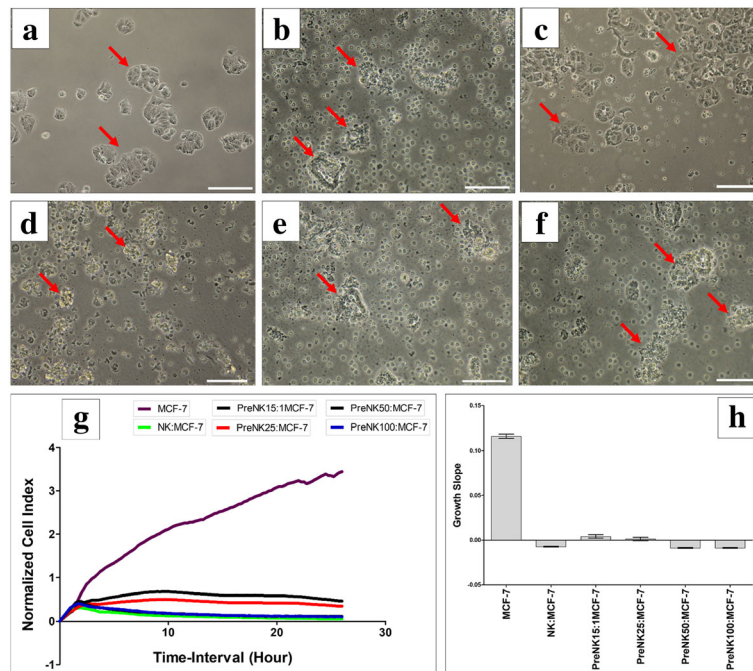 a
b
c
d
e
f
g
MCF-7
PreNK15:1MCF-7
PreNK50:MCF-7
NK:MCF-7
PreNK25:MCF-7
PreNK100:MCF-7
Normalized Cell Index
4
3
2
1
0
-1
10
20
30
Time-Interval (Hour)
h
Growth Slope
0.15
0.10
0.05
0.00
-0.05
MCF-7
NK:MCF-7
PreNK15:1MCF-7
PreNK25:MCF-7
PreNK50:MCF-7
PreNK100:MCF-7